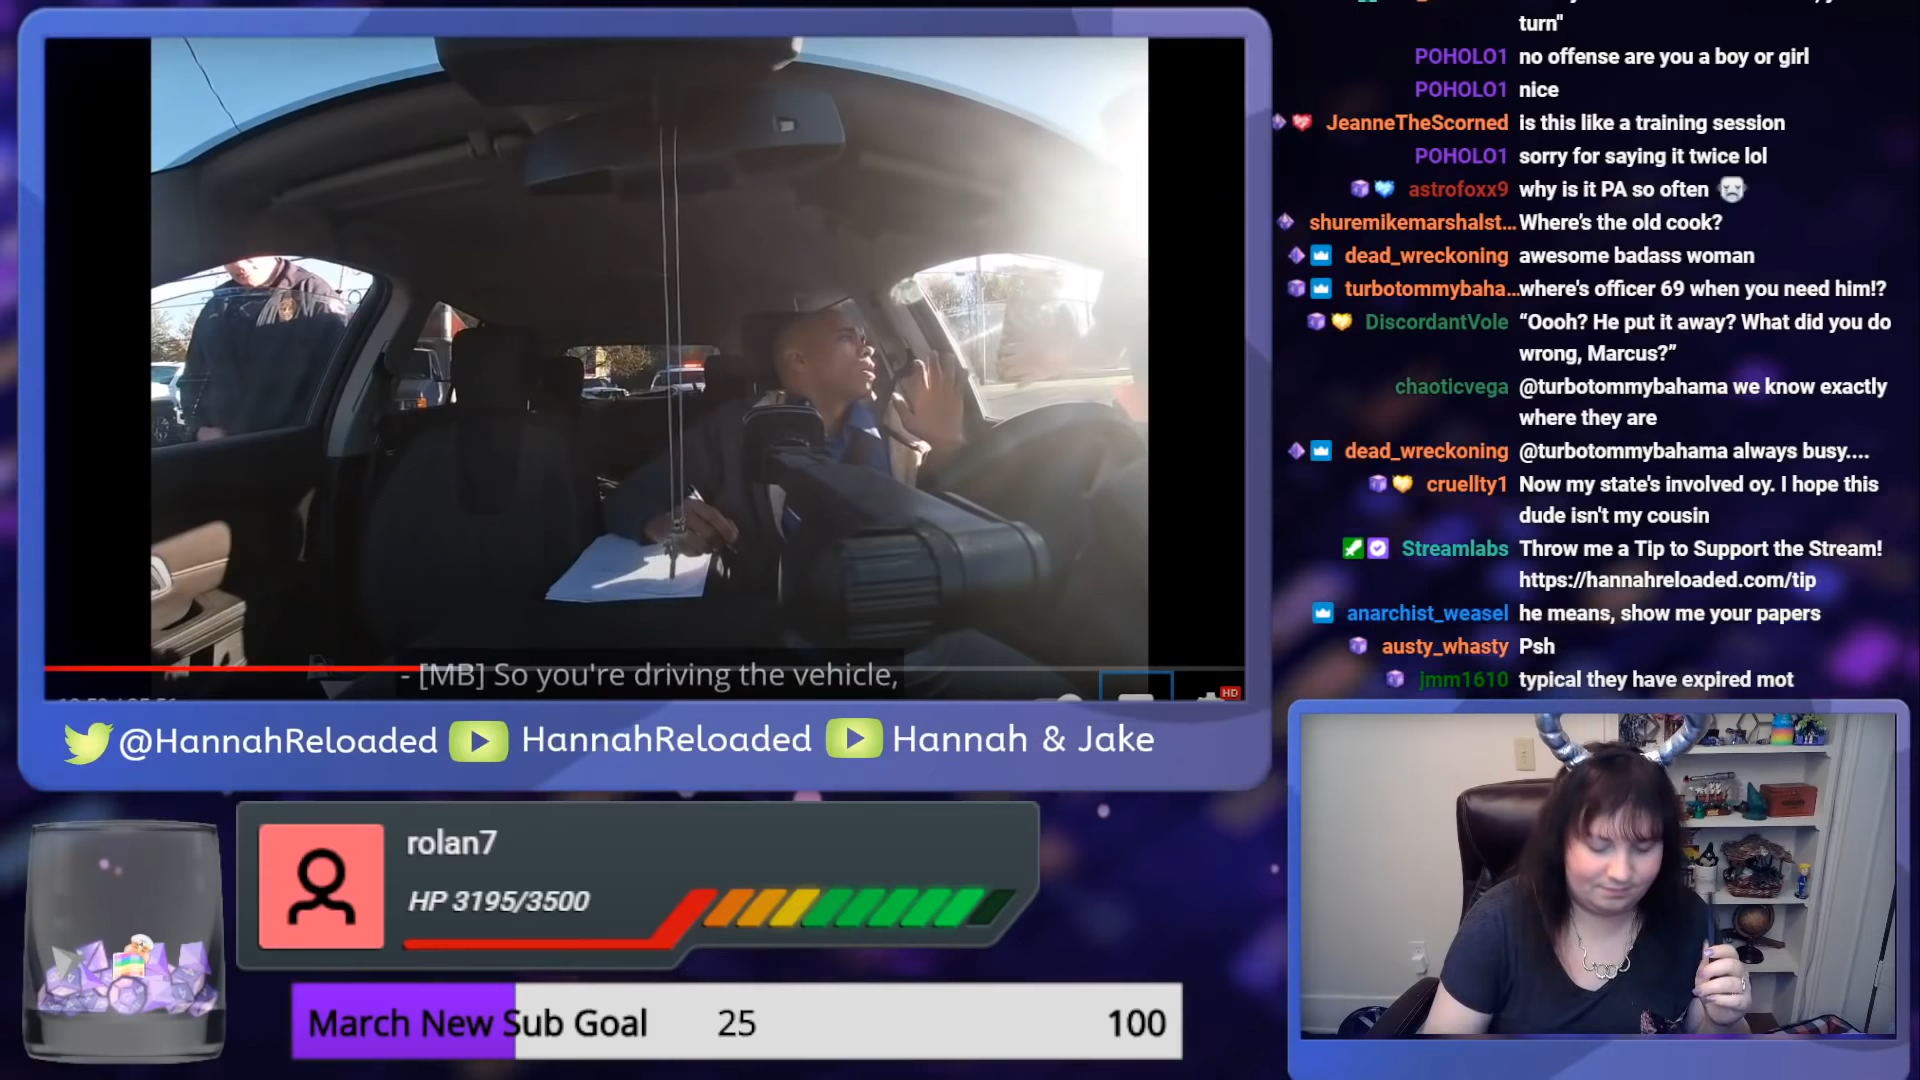 - [MB] So you're driving the vehicle,
HD
@HannahReloaded HannahReloaded Hannah & Jake
rolan7
HP 3195/3500
March New Sub Goal 25 100
turn"
POHOLO1 no offense are you a boy or girl
POHOLO1 nice
JeanneTheScorned is this like a training session
POHOLO1 sorry for saying it twice lol
astrofoxx9 why is it PA so often
shuremikemarshalst... Where's the old cook?
dead_wreckoning awesome badass woman
turbotommybaha... where's officer 69 when you need him!?
DiscordantVole “Oooh? He put it away? What did you do
wrong, Marcus?”
chaoticvega @turbotommybahama we know exactly
where they are
dead_wreckoning @turbotommybahama always busy....
cruellty1 Now my state's involved oy. I hope this
dude isn't my cousin
Streamlabs Throw me a Tip to Support the Stream!
https://hannahreloaded.com/tip
anarchist_weasel he means, show me your papers
austy_whasty Psh
jmm1610 typical they have expired mot